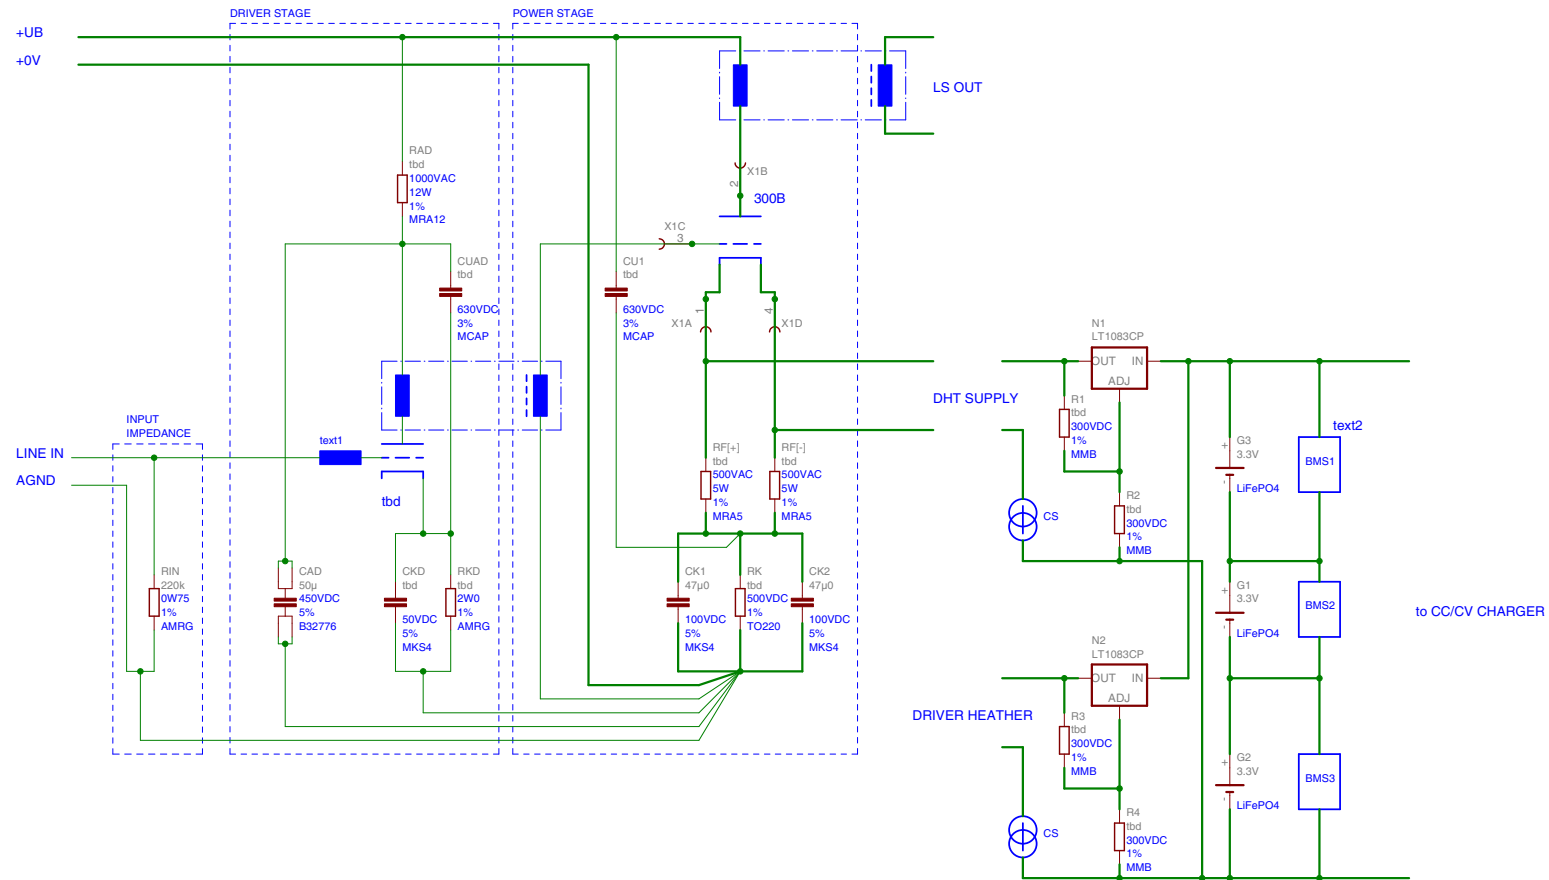 DRIVER STAGE
POWER STAGE
+UB
+0V
LS OUT
RAD
tbd
1000VAC
12W
1%
MRA12
X1B
2
300B
X1C
3
CUAD
tbd
630VDC
3%
MCAP
CU1
tbd
630VDC
3%
MCAP
1
4
X1A
X1D
N1
LT1083CP
OUT IN
ADJ
DHT SUPPLY
R1
tbd
300VDC
1%
MMB
INPUT
IMPEDANCE
text1
LINE IN
AGND
tbd
RF[+]
tbd
500VAC
5W
1%
MRA5
RF[-]
tbd
500VAC
5W
1%
MRA5
text2
G3
+
3.3V
-
LiFePO4
BMS1
R2
tbd
300VDC
1%
MMB
CS
RIN
220k
0W75
1%
AMRG
CAD
50µ
450VDC
5%
B32776
CKD
tbd
50VDC
5%
MKS4
RKD
tbd
2W0
1%
AMRG
CK1
47µ0
100VDC
5%
MKS4
RK
tbd
500VDC
1%
TO220
CK2
47µ0
100VDC
5%
MKS4
G1
+
3.3V
-
LiFePO4
BMS2
to CC/CV CHARGER
N2
LT1083CP
OUT IN
ADJ
DRIVER HEATHER
R3
tbd
300VDC
1%
MMB
G2
+
3.3V
-
LiFePO4
BMS3
R4
tbd
300VDC
1%
MMB
CS